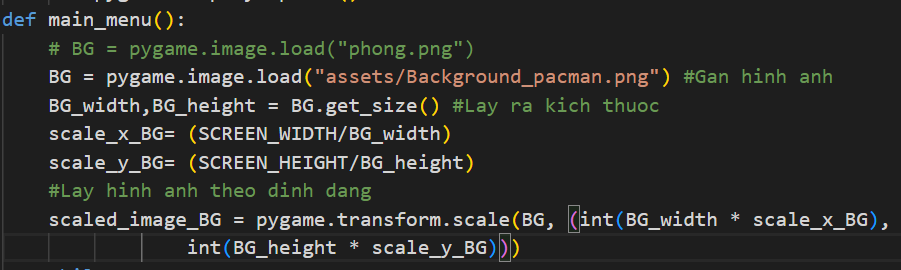 def main_menu():
# BG = pygame.image.load("phong.png")
BG = pygame.image.load("assets/Background_pacman.png") #Gan hinh anh
BG_width,BG_height = BG.get_size() #Lay ra kich thuoc
scale_x_BG= (SCREEN_WIDTH/BG_width)
scale_y_BG= (SCREEN_HEIGHT/BG_height)
#Lay hinh anh theo dinh dang
scaled_image_BG = pygame.transform.scale(BG, (int(BG_width * scale_x_BG),
int(BG_height * scale_y_BG)))